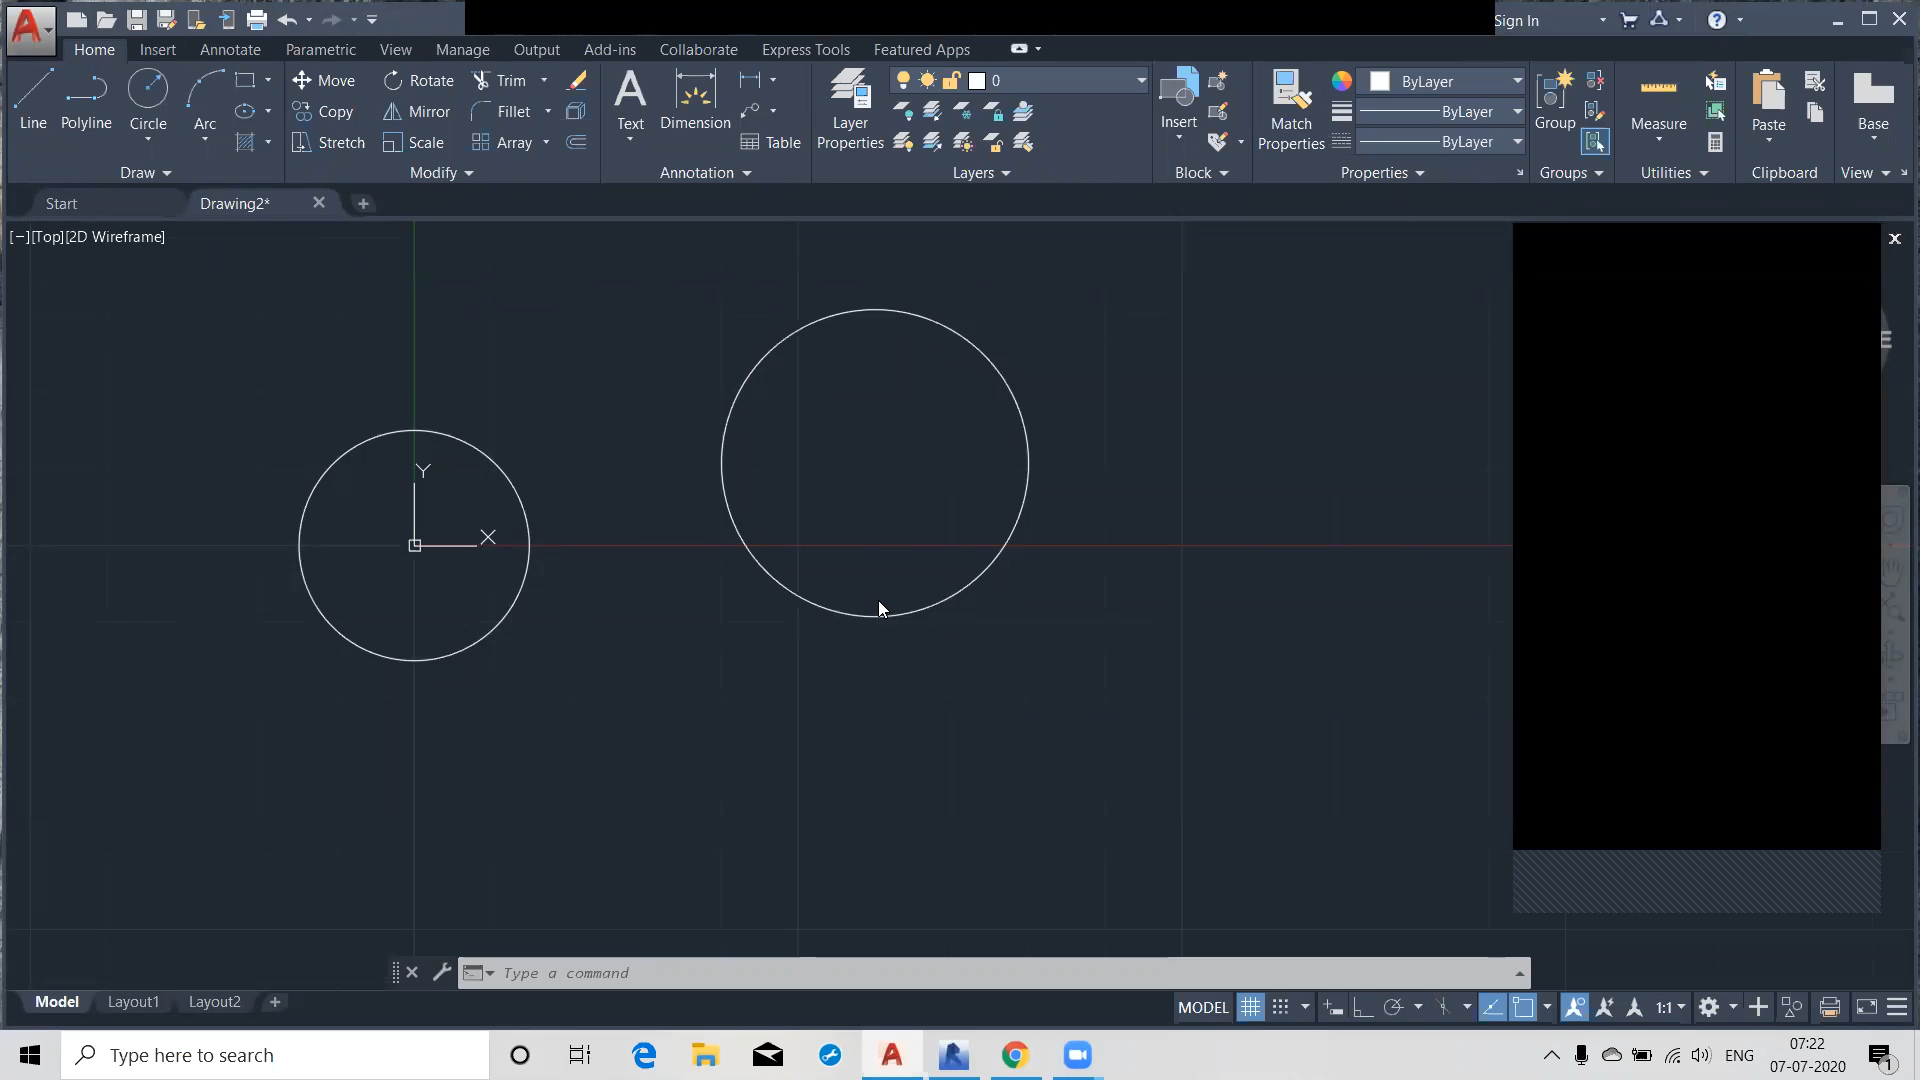 Sign In
Home Insert Annotate Parametric View Manage Output Add-ins Collaborate Express Tools Featured Apps
Move Rotate Trim 0 ByLayer
Line Polyline Circle Arc Copy Mirror Fillet Text Dimension Layer Properties Insert Match Properties ByLayer Group Measure Paste Base
Stretch Scale Array Table ByLayer
Draw Modify Annotation Layers Block Properties Groups Utilities Clipboard View
Start Drawing2*
[−][Top][2D Wireframe]
Y
X
Type a command
Model Layout1 Layout2 MODEL 1:1
Type here to search ENG 07:22
07-07-2020
1